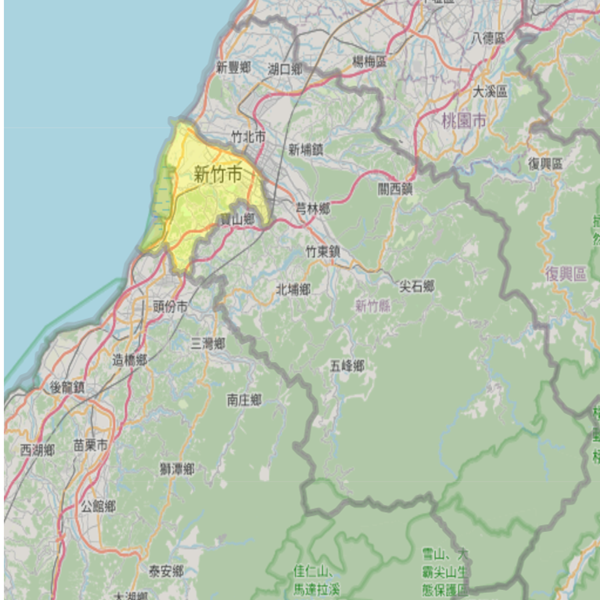 八德區
楊梅區
新豐鄉
湖口鄉
大溪區
桃園市
竹北市
新埔鎮
復興區
新竹市
關西鎮
芎林鄉
寶山鄉
竹東鎮
復興區
尖石鄉
北埔鄉
新竹縣
頭份市
三灣鄉
造橋鄉
五峰鄉
後龍鎮
南庄鄉
苗栗市
西湖鄉
獅潭鄉
公館鄉
雪山、大
霸尖山生
態保護區
佳仁山、
馬達拉溪
泰安鄉
大湖鄉